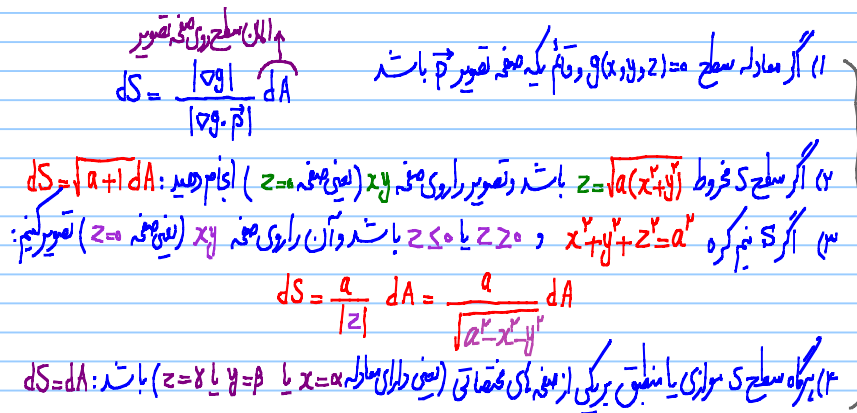 المان سطح روی صفحه تصویر
۱) اگر معادله سطح g(x,y,z)=0 و قائم یکه صفحه تصویر p⃗ باشد
dS = |∇g| / |∇g·p⃗| dA
۲) اگر سطح S مخروط z=√(a(x²+y²)) باشد و تصویر را روی صفحه xy (یعنی صفحه z=0) انجام دهید: dS=√(a+1) dA
۳) اگر S نیم کره x²+y²+z²=a² و z≥0 یا z≤0 باشد و آن را روی صفحه xy (یعنی صفحه z=0) تصویر کنیم:
dS = a/|z| dA = a/√(a²-x²-y²) dA
۴) هرگاه سطح S موازی یا منطبق بر یکی از صفحه های مختصاتی (یعنی دارای معادله x=α یا y=β یا z=γ) باشد: dS=dA